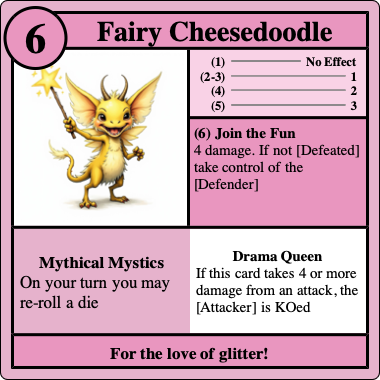 6
Fairy Cheesedoodle
(1) No Effect
(2-3) 1
(4) 2
(5) 3
(6) Join the Fun
4 damage. If not [Defeated]
take control of the
[Defender]
Mythical Mystics
On your turn you may
re-roll a die
Drama Queen
If this card takes 4 or more
damage from an attack, the
[Attacker] is KOed
For the love of glitter!